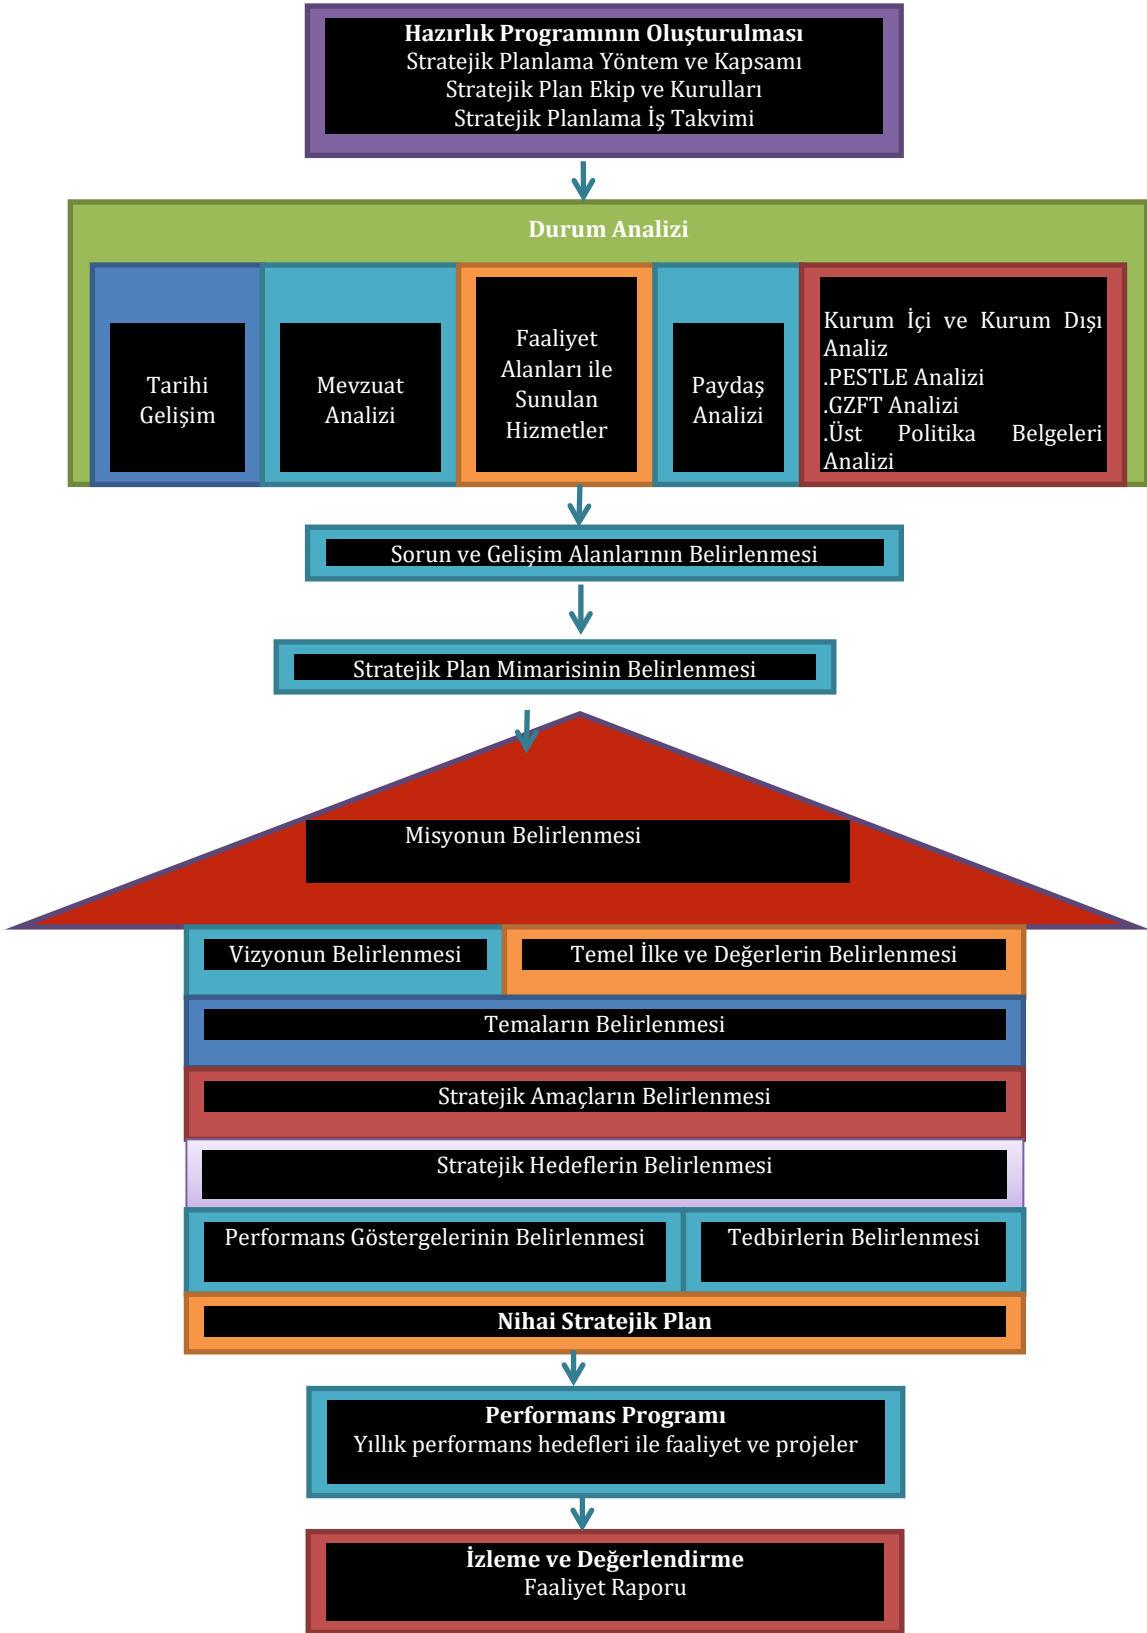 Hazırlık Programının Oluşturulması
Stratejik Planlama Yöntem ve Kapsamı
Stratejik Plan Ekip ve Kurulları
Stratejik Planlama İş Takvimi
Durum Analizi
Tarihi
Gelişim
Mevzuat
Analizi
Faaliyet
Alanları ile
Sunulan
Hizmetler
Paydaş
Analizi
Kurum İçi ve Kurum Dışı
Analiz
.PESTLE Analizi
.GZFT Analizi
.Üst Politika Belgeleri
Analizi
Sorun ve Gelişim Alanlarının Belirlenmesi
Stratejik Plan Mimarisinin Belirlenmesi
Misyonun Belirlenmesi
Vizyonun Belirlenmesi
Temel İlke ve Değerlerin Belirlenmesi
Temaların Belirlenmesi
Stratejik Amaçların Belirlenmesi
Stratejik Hedeflerin Belirlenmesi
Performans Göstergelerinin Belirlenmesi
Tedbirlerin Belirlenmesi
Nihai Stratejik Plan
Performans Programı
Yıllık performans hedefleri ile faaliyet ve projeler
İzleme ve Değerlendirme
Faaliyet Raporu